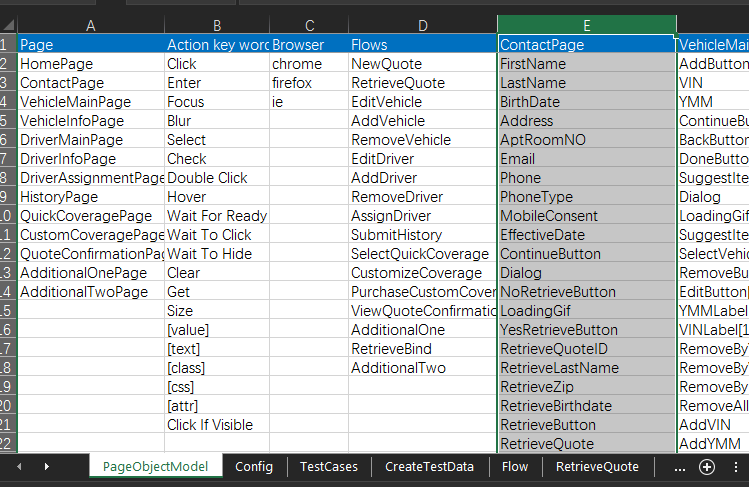 A B C D E
1 Page Action key word Browser Flows ContactPage VehicleMai
2 HomePage Click chrome NewQuote FirstName AddButton
3 ContactPage Enter firefox RetrieveQuote LastName VIN
4 VehicleMainPage Focus ie EditVehicle BirthDate YMM
5 VehicleInfoPage Blur AddVehicle Address ContinueBu
6 DriverMainPage Select RemoveVehicle AptRoomNO BackButton
7 DriverInfoPage Check EditDriver Email DoneButton
8 DriverAssignmentPage Double Click AddDriver Phone SuggestIte
9 HistoryPage Hover RemoveDriver PhoneType Dialog
10 QuickCoveragePage Wait For Ready AssignDriver MobileConsent LoadingGif
11 CustomCoveragePage Wait To Click SubmitHistory EffectiveDate SuggestIte
12 QuoteConfirmationPag Wait To Hide SelectQuickCoverage ContinueButton SelectVehic
13 AdditionalOnePage Clear CustomizeCoverage Dialog RemoveBu
14 AdditionalTwoPage Get PurchaseCustomCover NoRetrieveButton EditButton[
15 Size ViewQuoteConfirmatio LoadingGif YMMLabel
16 [value] AdditionalOne YesRetrieveButton VINLabel[1
17 [text] RetrieveBind RetrieveQuoteID RemoveBy
18 [class] AdditionalTwo RetrieveLastName RemoveBy
19 [css] RetrieveZip RemoveBy
20 [attr] RetrieveBirthdate RemoveAll
21 Click If Visible RetrieveButton AddVIN
22 RetrieveQuote AddYMM
PageObjectModel Config TestCases CreateTestData Flow RetrieveQuote ...